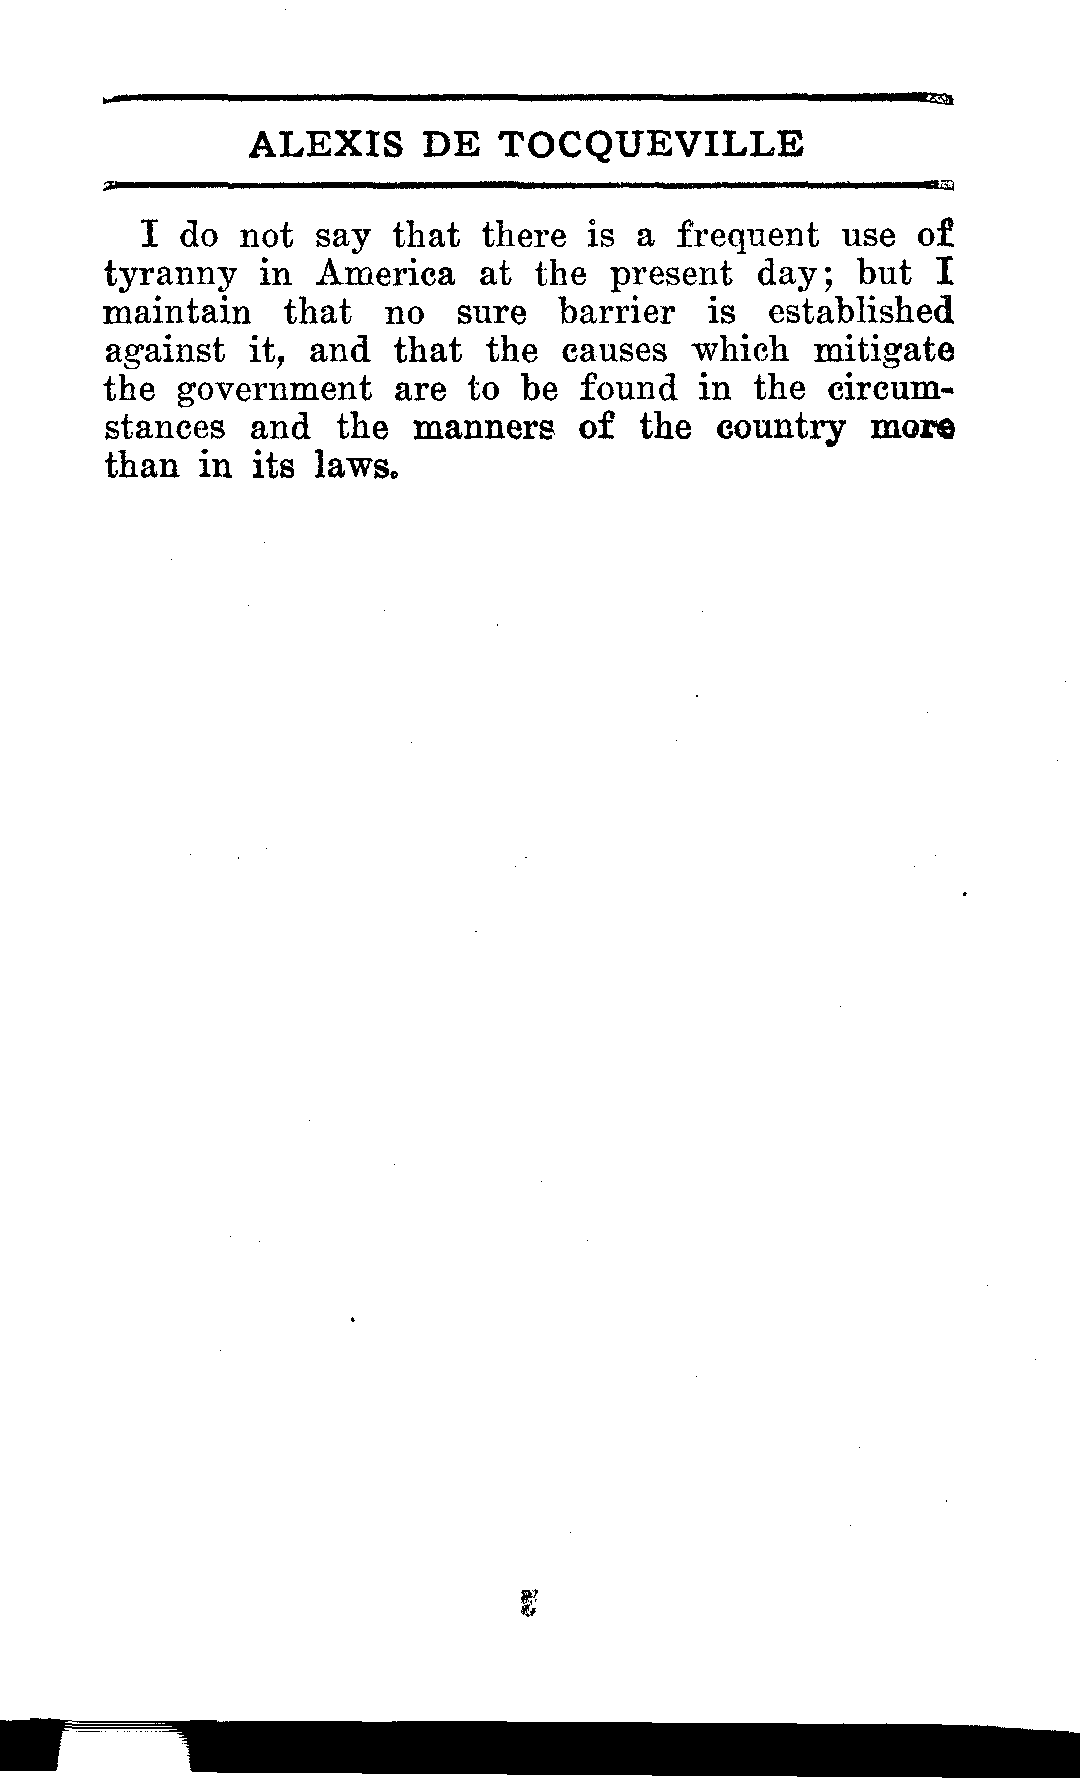 ALEXIS DE TOCQUEVILLE
I do not say that there is a frequent use of
tyranny in America at the present day; but I
maintain that no sure barrier is established
against it, and that the causes which mitigate
the government are to be found in the circum-
stances and the manners of the country more
than in its laws.